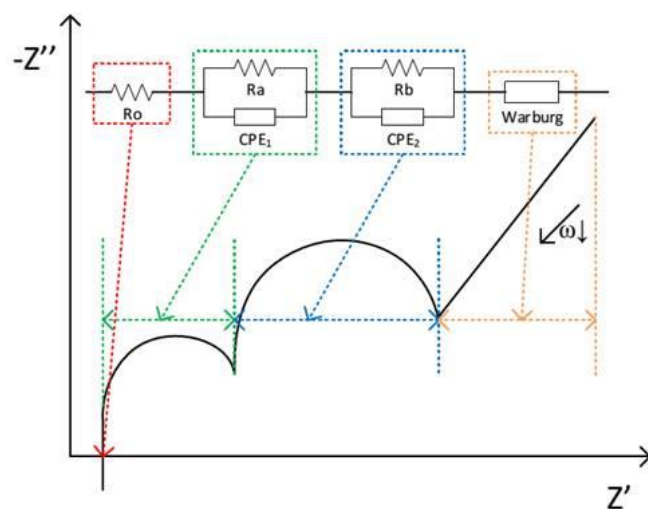 -Z''
Ro
Ra
CPE1
Rb
CPE2
Warburg
ω↓
Z'